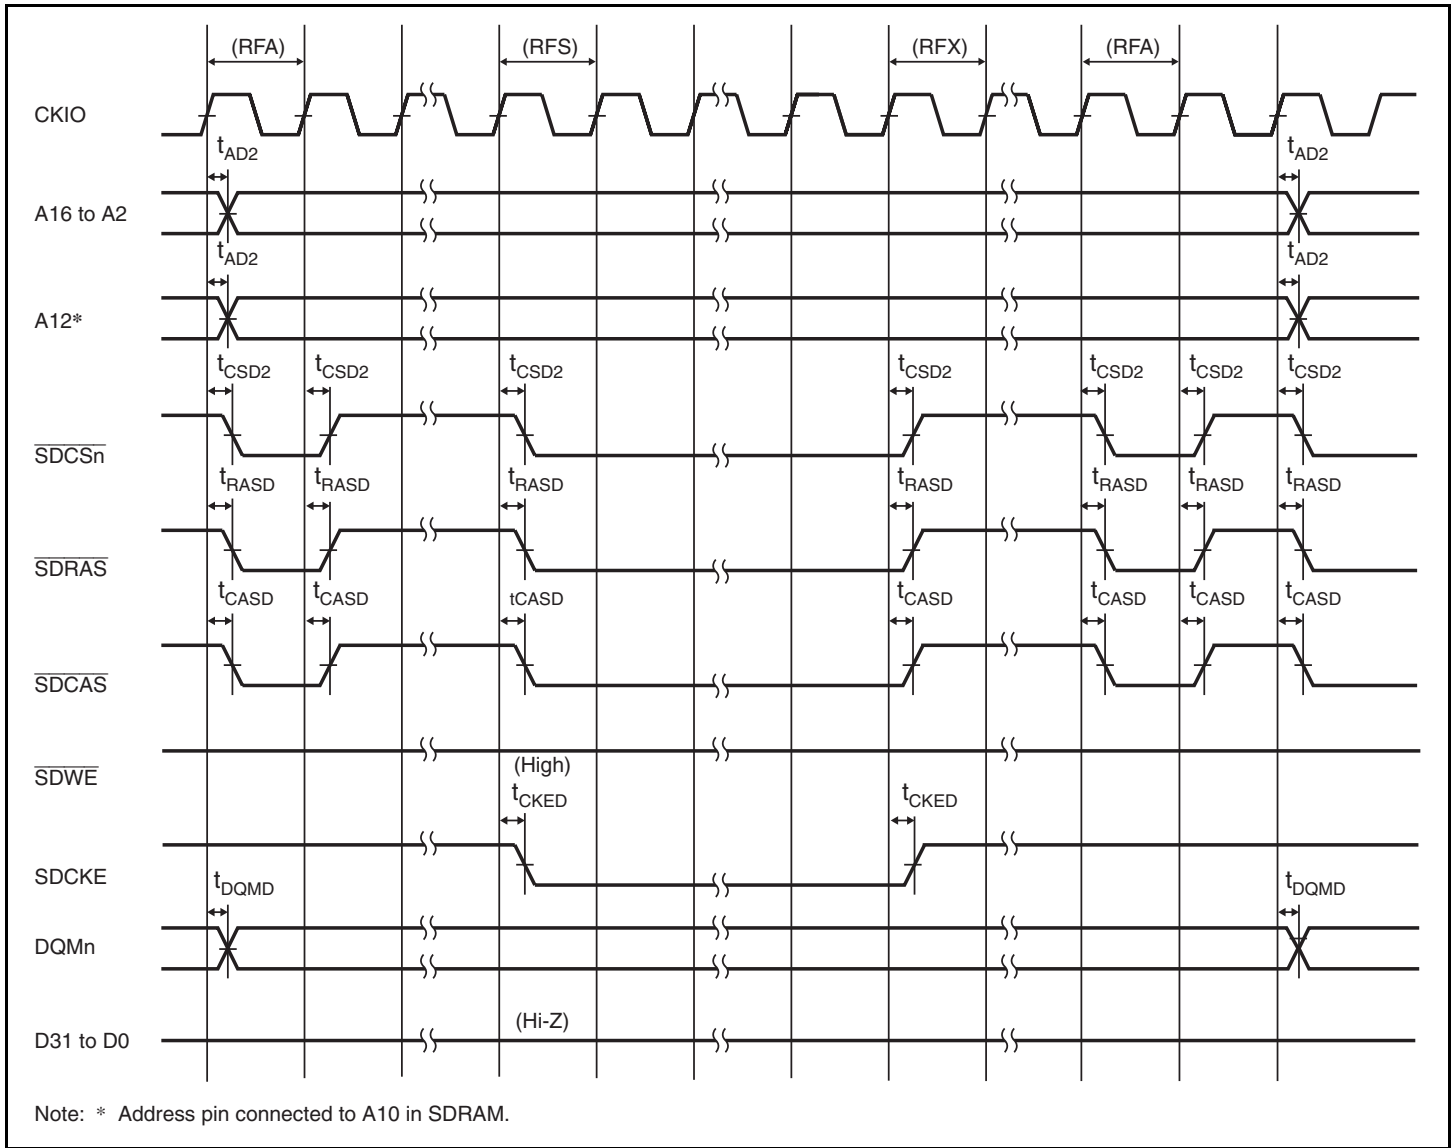 (RFA) (RFS) (RFX) (RFA)
CKIO
tAD2 tAD2
A16 to A2
tAD2 tAD2
A12*
tCSD2 tCSD2 tCSD2 tCSD2 tCSD2 tCSD2 tCSD2
SDCSn
tRASD tRASD tRASD tRASD tRASD tRASD tRASD
SDRAS
tCASD tCASD tCASD tCASD tCASD tCASD tCASD
SDCAS
(High)
SDWE
tCKED tCKED
SDCKE
tDQMD tDQMD
DQMn
(Hi-Z)
D31 to D0
Note: * Address pin connected to A10 in SDRAM.